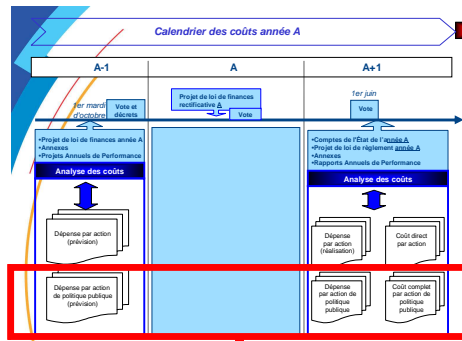 Calendrier des coûts année A
A-1
A
A+1
1er mardi
d'octobre
Vote et
décrets
Projet de loi de finances
rectificative A
Vote
1er juin
Vote
•Projet de loi de finances année A
•Annexes
•Projets Annuels de Performance
Analyse des coûts
Dépense par action
(prévision)
Dépense par action
de politique publique
(prévision)
•Comptes de l'État de l'année A
•Projet de loi de règlement année A
•Annexes
•Rapports Annuels de Performance
Analyse des coûts
Dépense
par action
(réalisation)
Coût direct
par action
Dépense
par action de
politique
publique
Coût complet
par action de
politique
publique